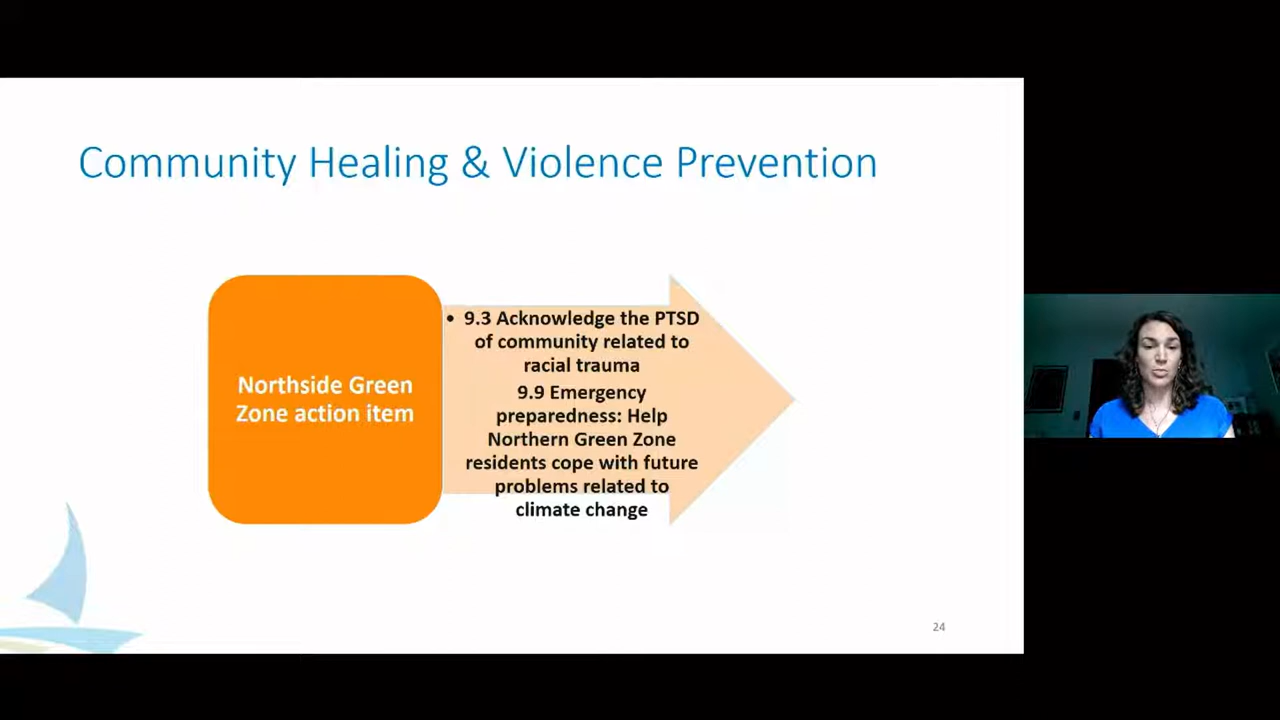 Community Healing & Violence Prevention
Northside Green
Zone action item
• 9.3 Acknowledge the PTSD
of community related to
racial trauma
9.9 Emergency
preparedness: Help
Northern Green Zone
residents cope with future
problems related to
climate change
24